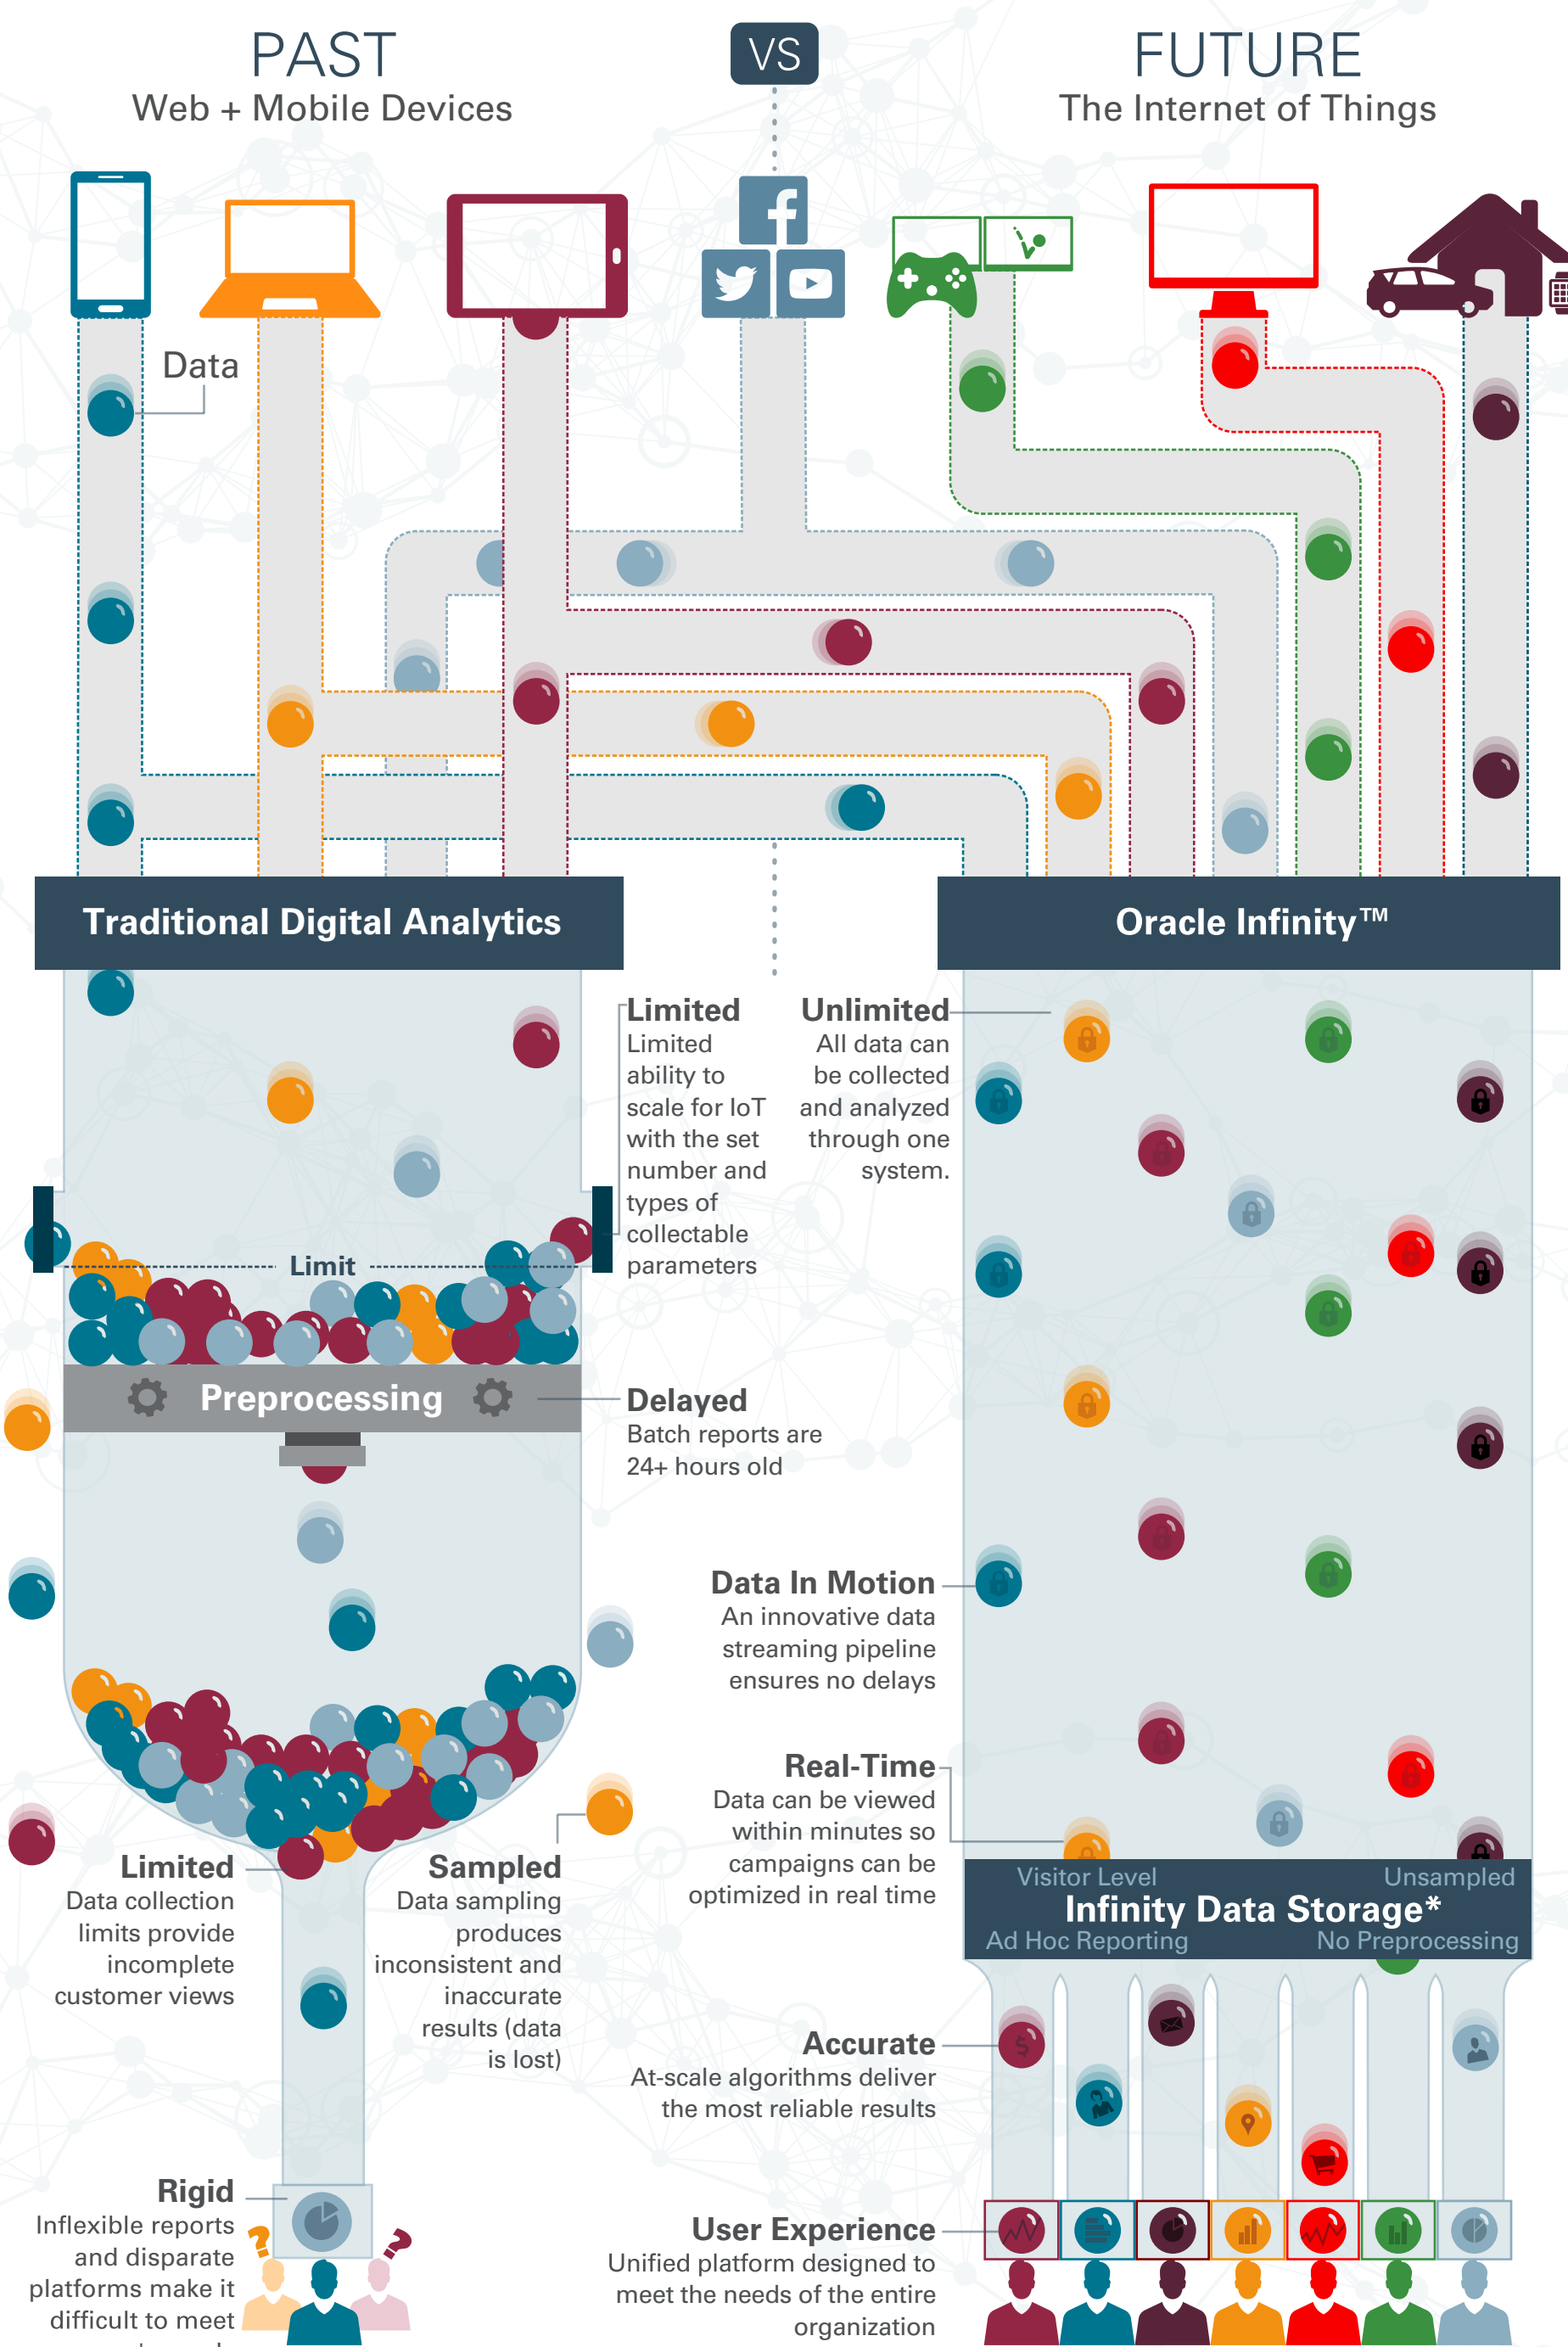 PAST
Web + Mobile Devices
VS
FUTURE
The Internet of Things
Data
Traditional Digital Analytics
Oracle Infinity™
Limited
Limited
ability to
scale for IoT
with the set
number and
types of
collectable
parameters
Unlimited
All data can
be collected
and analyzed
through one
system.
Limit
Preprocessing
Delayed
Batch reports are
24+ hours old
Data In Motion
An innovative data
streaming pipeline
ensures no delays
Real-Time
Data can be viewed
within minutes so
campaigns can be
optimized in real time
Limited
Data collection
limits provide
incomplete
customer views
Sampled
Data sampling
produces
inconsistent and
inaccurate
results (data
is lost)
Visitor Level
Unsampled
Infinity Data Storage*
Ad Hoc Reporting
No Preprocessing
Accurate
At-scale algorithms deliver
the most reliable results
Rigid
Inflexible reports
and disparate
platforms make it
difficult to meet
? ?
User Experience
Unified platform designed to
meet the needs of the entire
organization
$